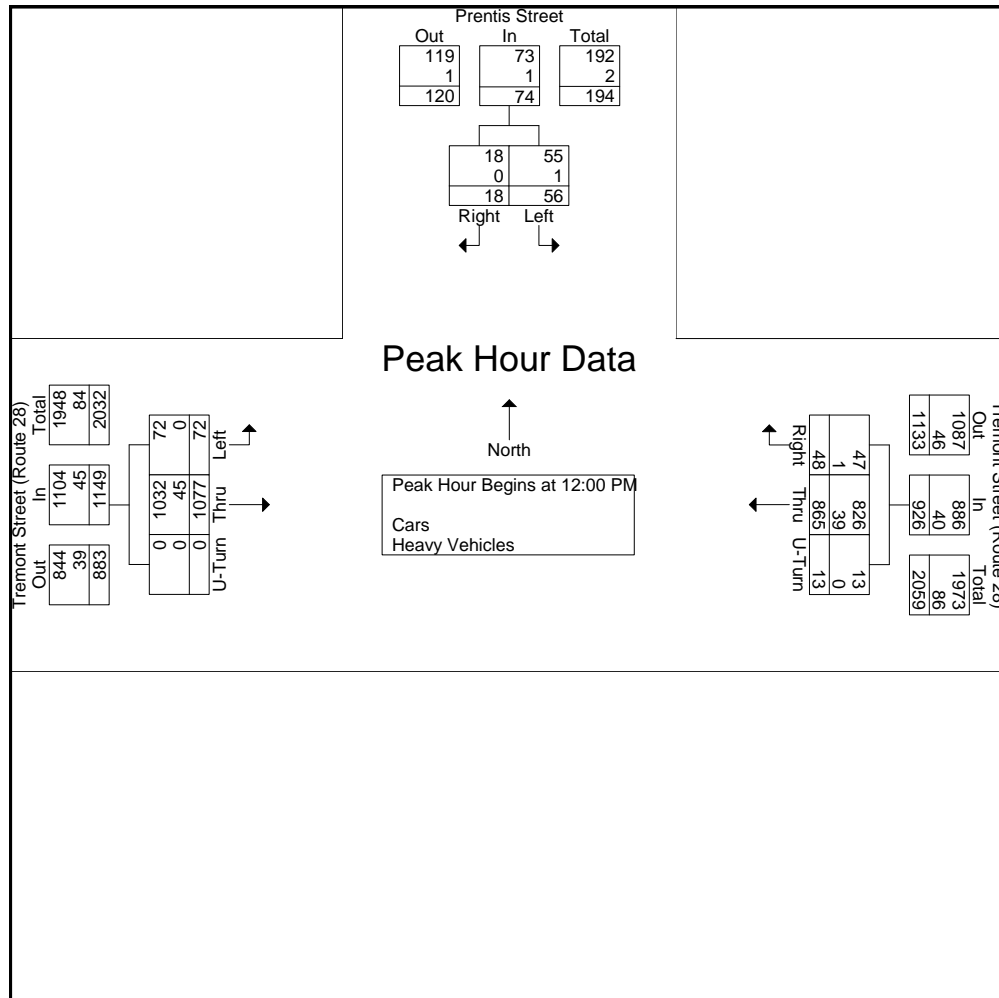 Prentis Street
Out In Total
119 73 192
1 1 2
120 74 194
18 55
0 1
18 56
Right Left
Peak Hour Data
North
Peak Hour Begins at 12:00 PM
Cars
Heavy Vehicles
Tremont Street (Route 28)
Out In Total
844 1104 1948
39 45 84
883 1149 2032
0 1032 72
0 45 0
0 1077 72
U-Turn Thru Left
Tremont Street (Route 28)
Out In Total
1087 886 1973
46 40 86
1133 926 2059
47 826 13
1 39 0
48 865 13
Right Thru U-Turn